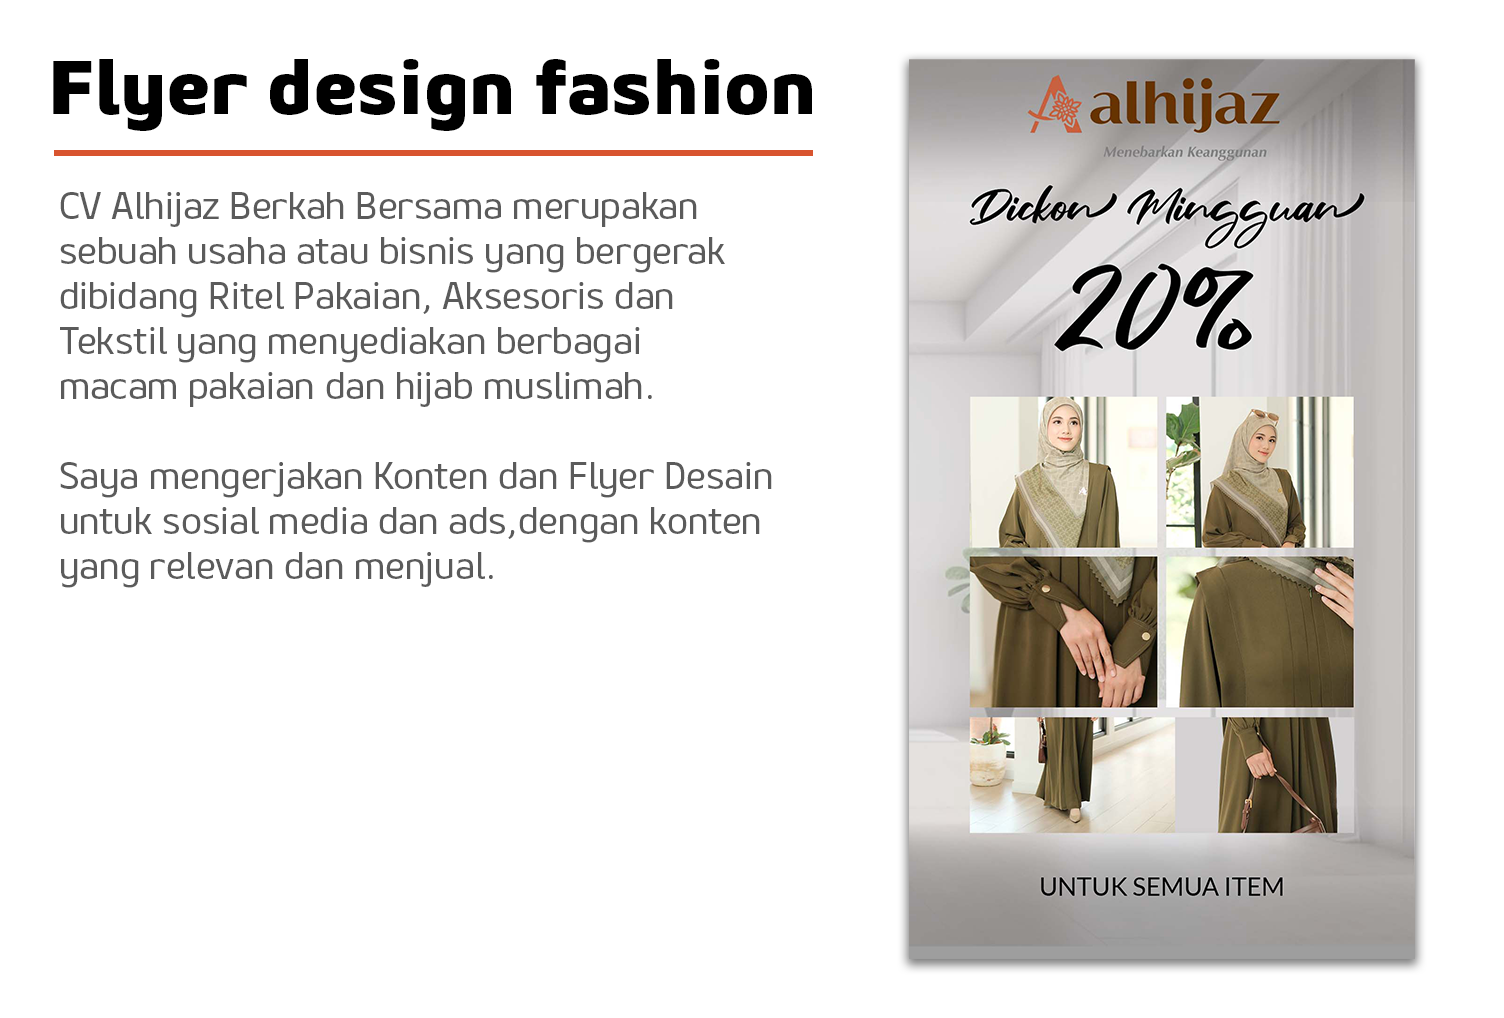 Flyer design fashion
CV Alhijaz Berkah Bersama merupakan
sebuah usaha atau bisnis yang bergerak
dibidang Ritel Pakaian, Aksesoris dan
Tekstil yang menyediakan berbagai
macam pakaian dan hijab muslimah.
Saya mengerjakan Konten dan Flyer Desain
untuk sosial media dan ads,dengan konten
yang relevan dan menjual.
alhijaz
Menebarkan Keanggunan
Dickon Mingguan
20%
UNTUK SEMUA ITEM